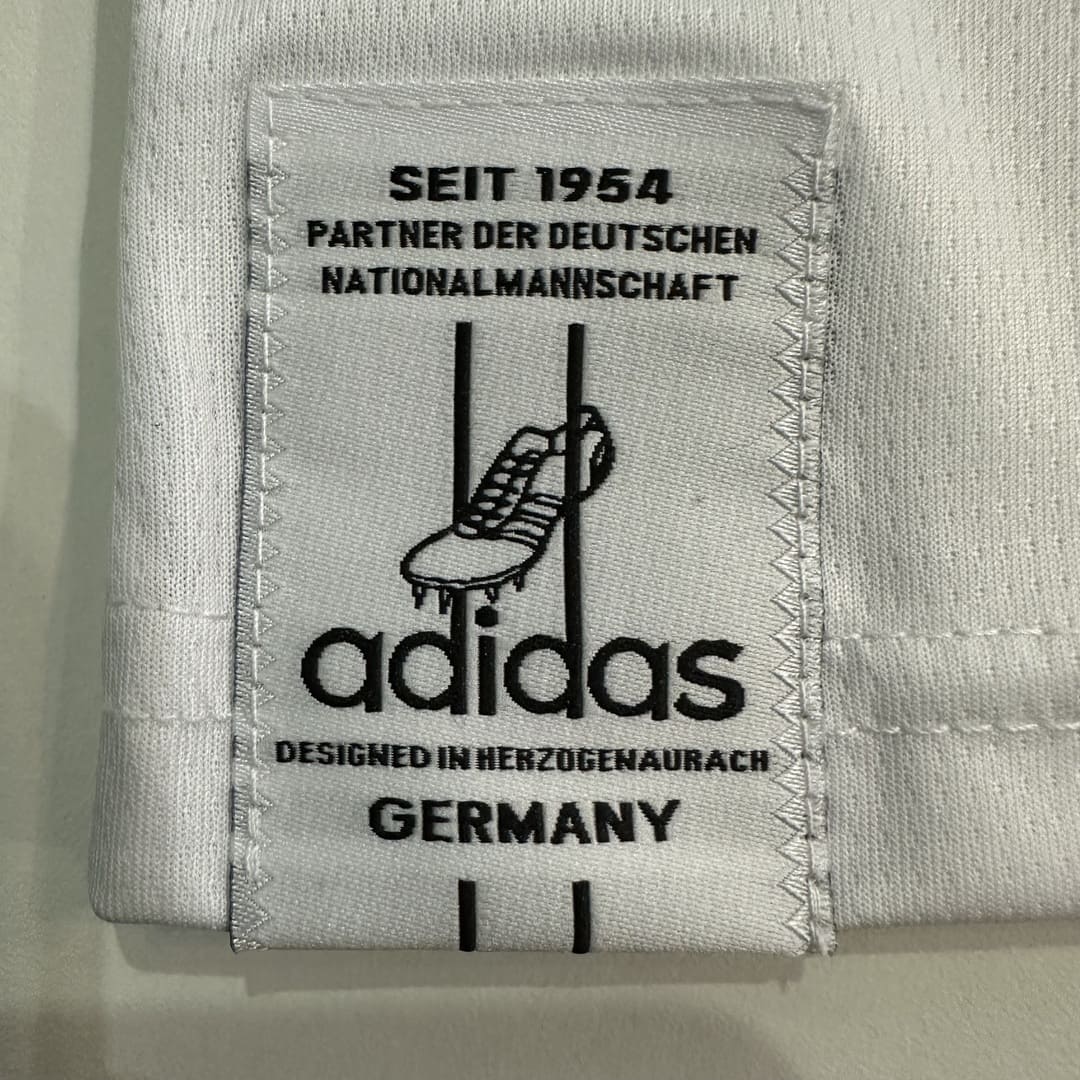 SEIT 1954
PARTNER DER DEUTSCHEN
NATIONALMANNSCHAFT
adidas
DESIGNED IN HERZOGENAURACH
GERMANY